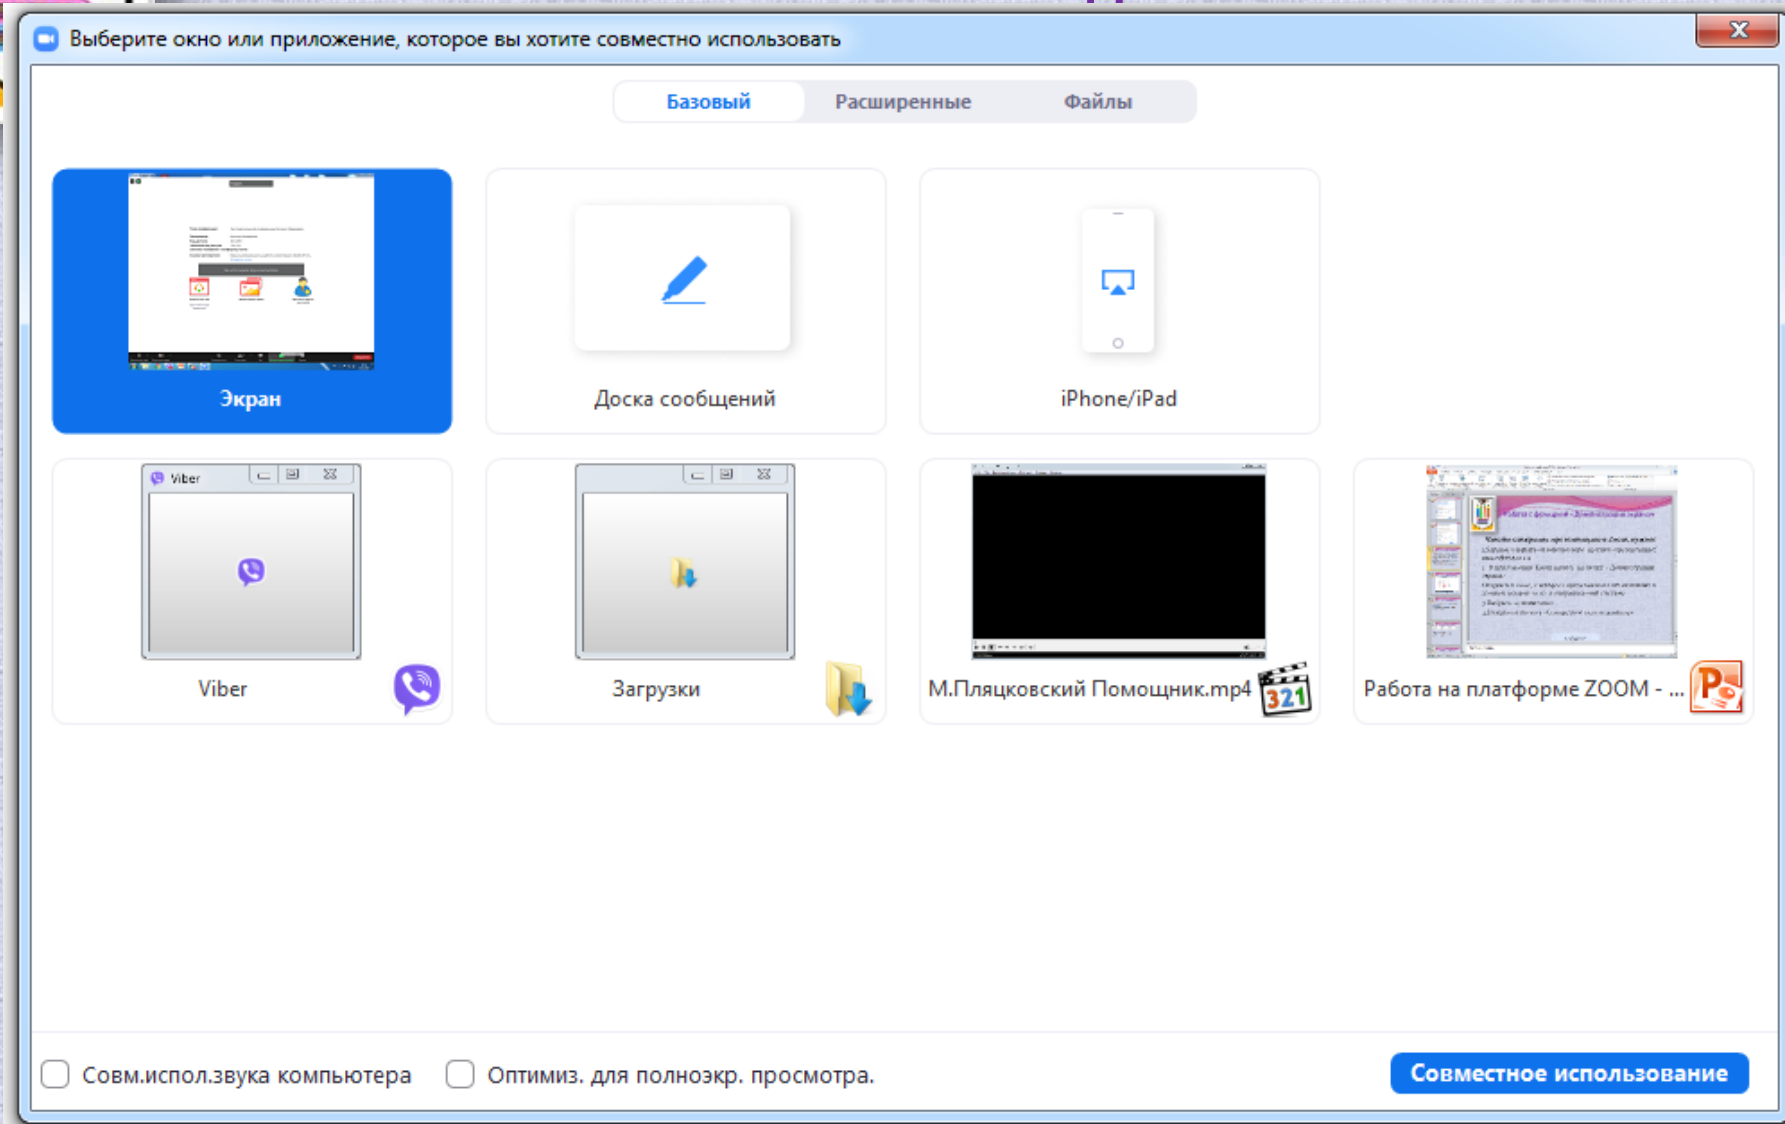 Выберите окно или приложение, которое вы хотите совместно использовать
Базовый
Расширенные
Файлы
Экран
Доска сообщений
iPhone/iPad
Viber
Viber
Загрузки
М.Пляцковский Помощник.mp4
321
Работа на платформе ZOOM - ...
Совм.испол.звука компьютера
Оптимиз. для полноэкр. просмотра.
Совместное использование